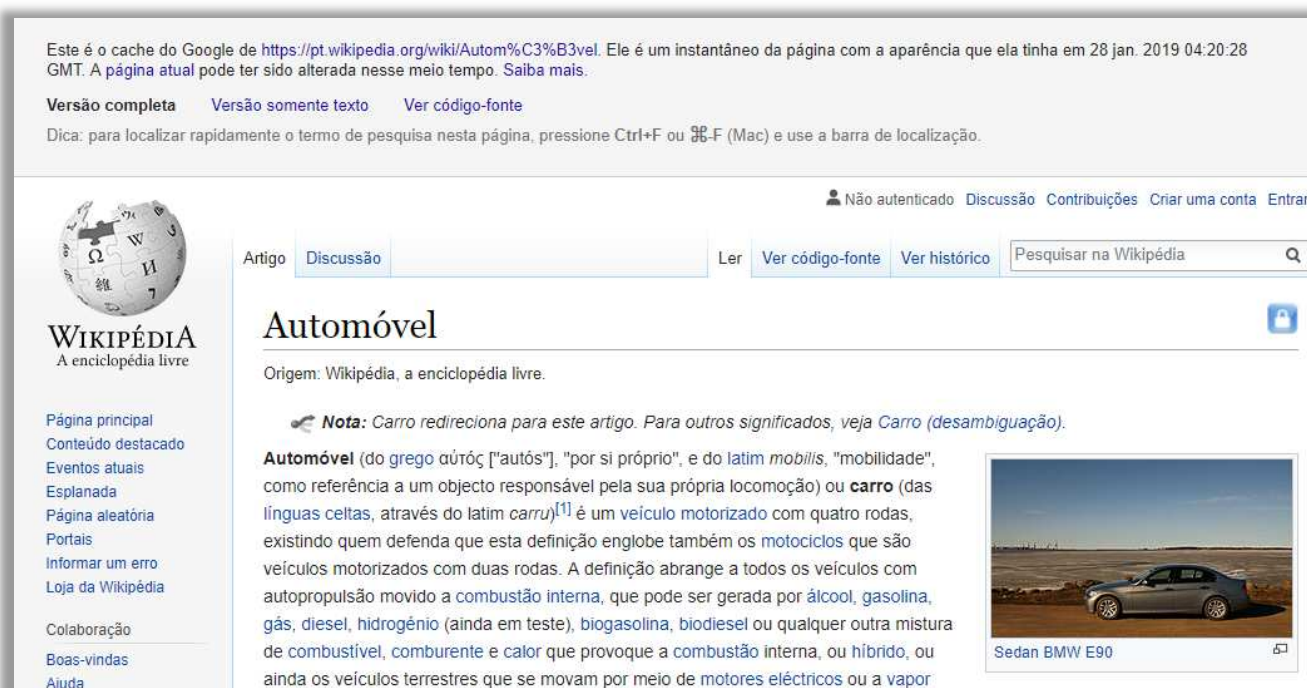 Este é o cache do Google de https://pt.wikipedia.org/wiki/Autom%C3%B3vel. Ele é um instantâneo da página com a aparência que ela tinha em 28 jan. 2019 04:20:28
GMT. A página atual pode ter sido alterada nesse meio tempo. Saiba mais.
Versão completa Versão somente texto Ver código-fonte
Dica: para localizar rapidamente o termo de pesquisa nesta página, pressione Ctrl+F ou ⌘-F (Mac) e use a barra de localização.
Não autenticado Discussão Contribuições Criar uma conta Entrar
Artigo Discussão Ler Ver código-fonte Ver histórico Pesquisar na Wikipédia
WIKIPÉDIA
A enciclopédia livre
Página principal
Conteúdo destacado
Eventos atuais
Esplanada
Página aleatória
Portais
Informar um erro
Loja da Wikipédia
Colaboração
Boas-vindas
Ajuda
Automóvel
Origem: Wikipédia, a enciclopédia livre.
Nota: Carro redireciona para este artigo. Para outros significados, veja Carro (desambiguação).
Automóvel (do grego αὐτός ["autós"], "por si próprio", e do latim mobilis, "mobilidade",
como referência a um objecto responsável pela sua própria locomoção) ou carro (das
línguas celtas, através do latim carru)[1] é um veículo motorizado com quatro rodas,
existindo quem defenda que esta definição englobe também os motociclos que são
veículos motorizados com duas rodas. A definição abrange a todos os veículos com
autopropulsão movido a combustão interna, que pode ser gerada por álcool, gasolina,
gás, diesel, hidrogénio (ainda em teste), biogasolina, biodiesel ou qualquer outra mistura
de combustível, comburente e calor que provoque a combustão interna, ou híbrido, ou
ainda os veículos terrestres que se movam por meio de motores eléctricos ou a vapor
Sedan BMW E90